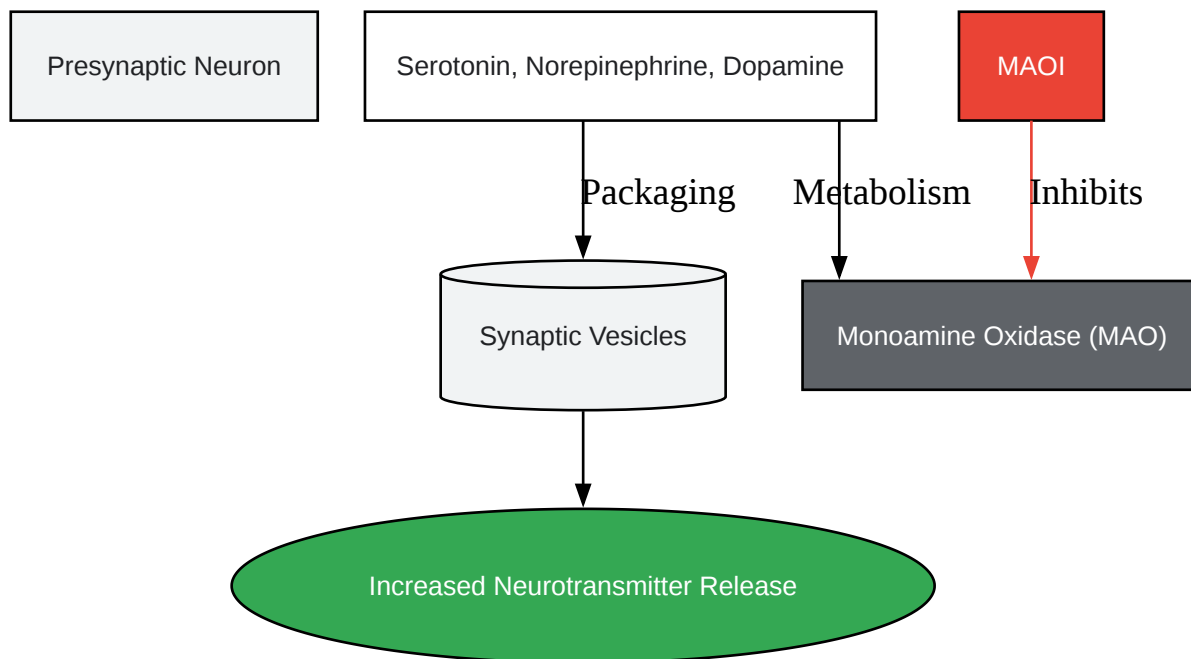 Presynaptic Neuron
Serotonin, Norepinephrine, Dopamine
MAOI
Packaging
Metabolism
Inhibits
Synaptic Vesicles
Monoamine Oxidase (MAO)
Increased Neurotransmitter Release